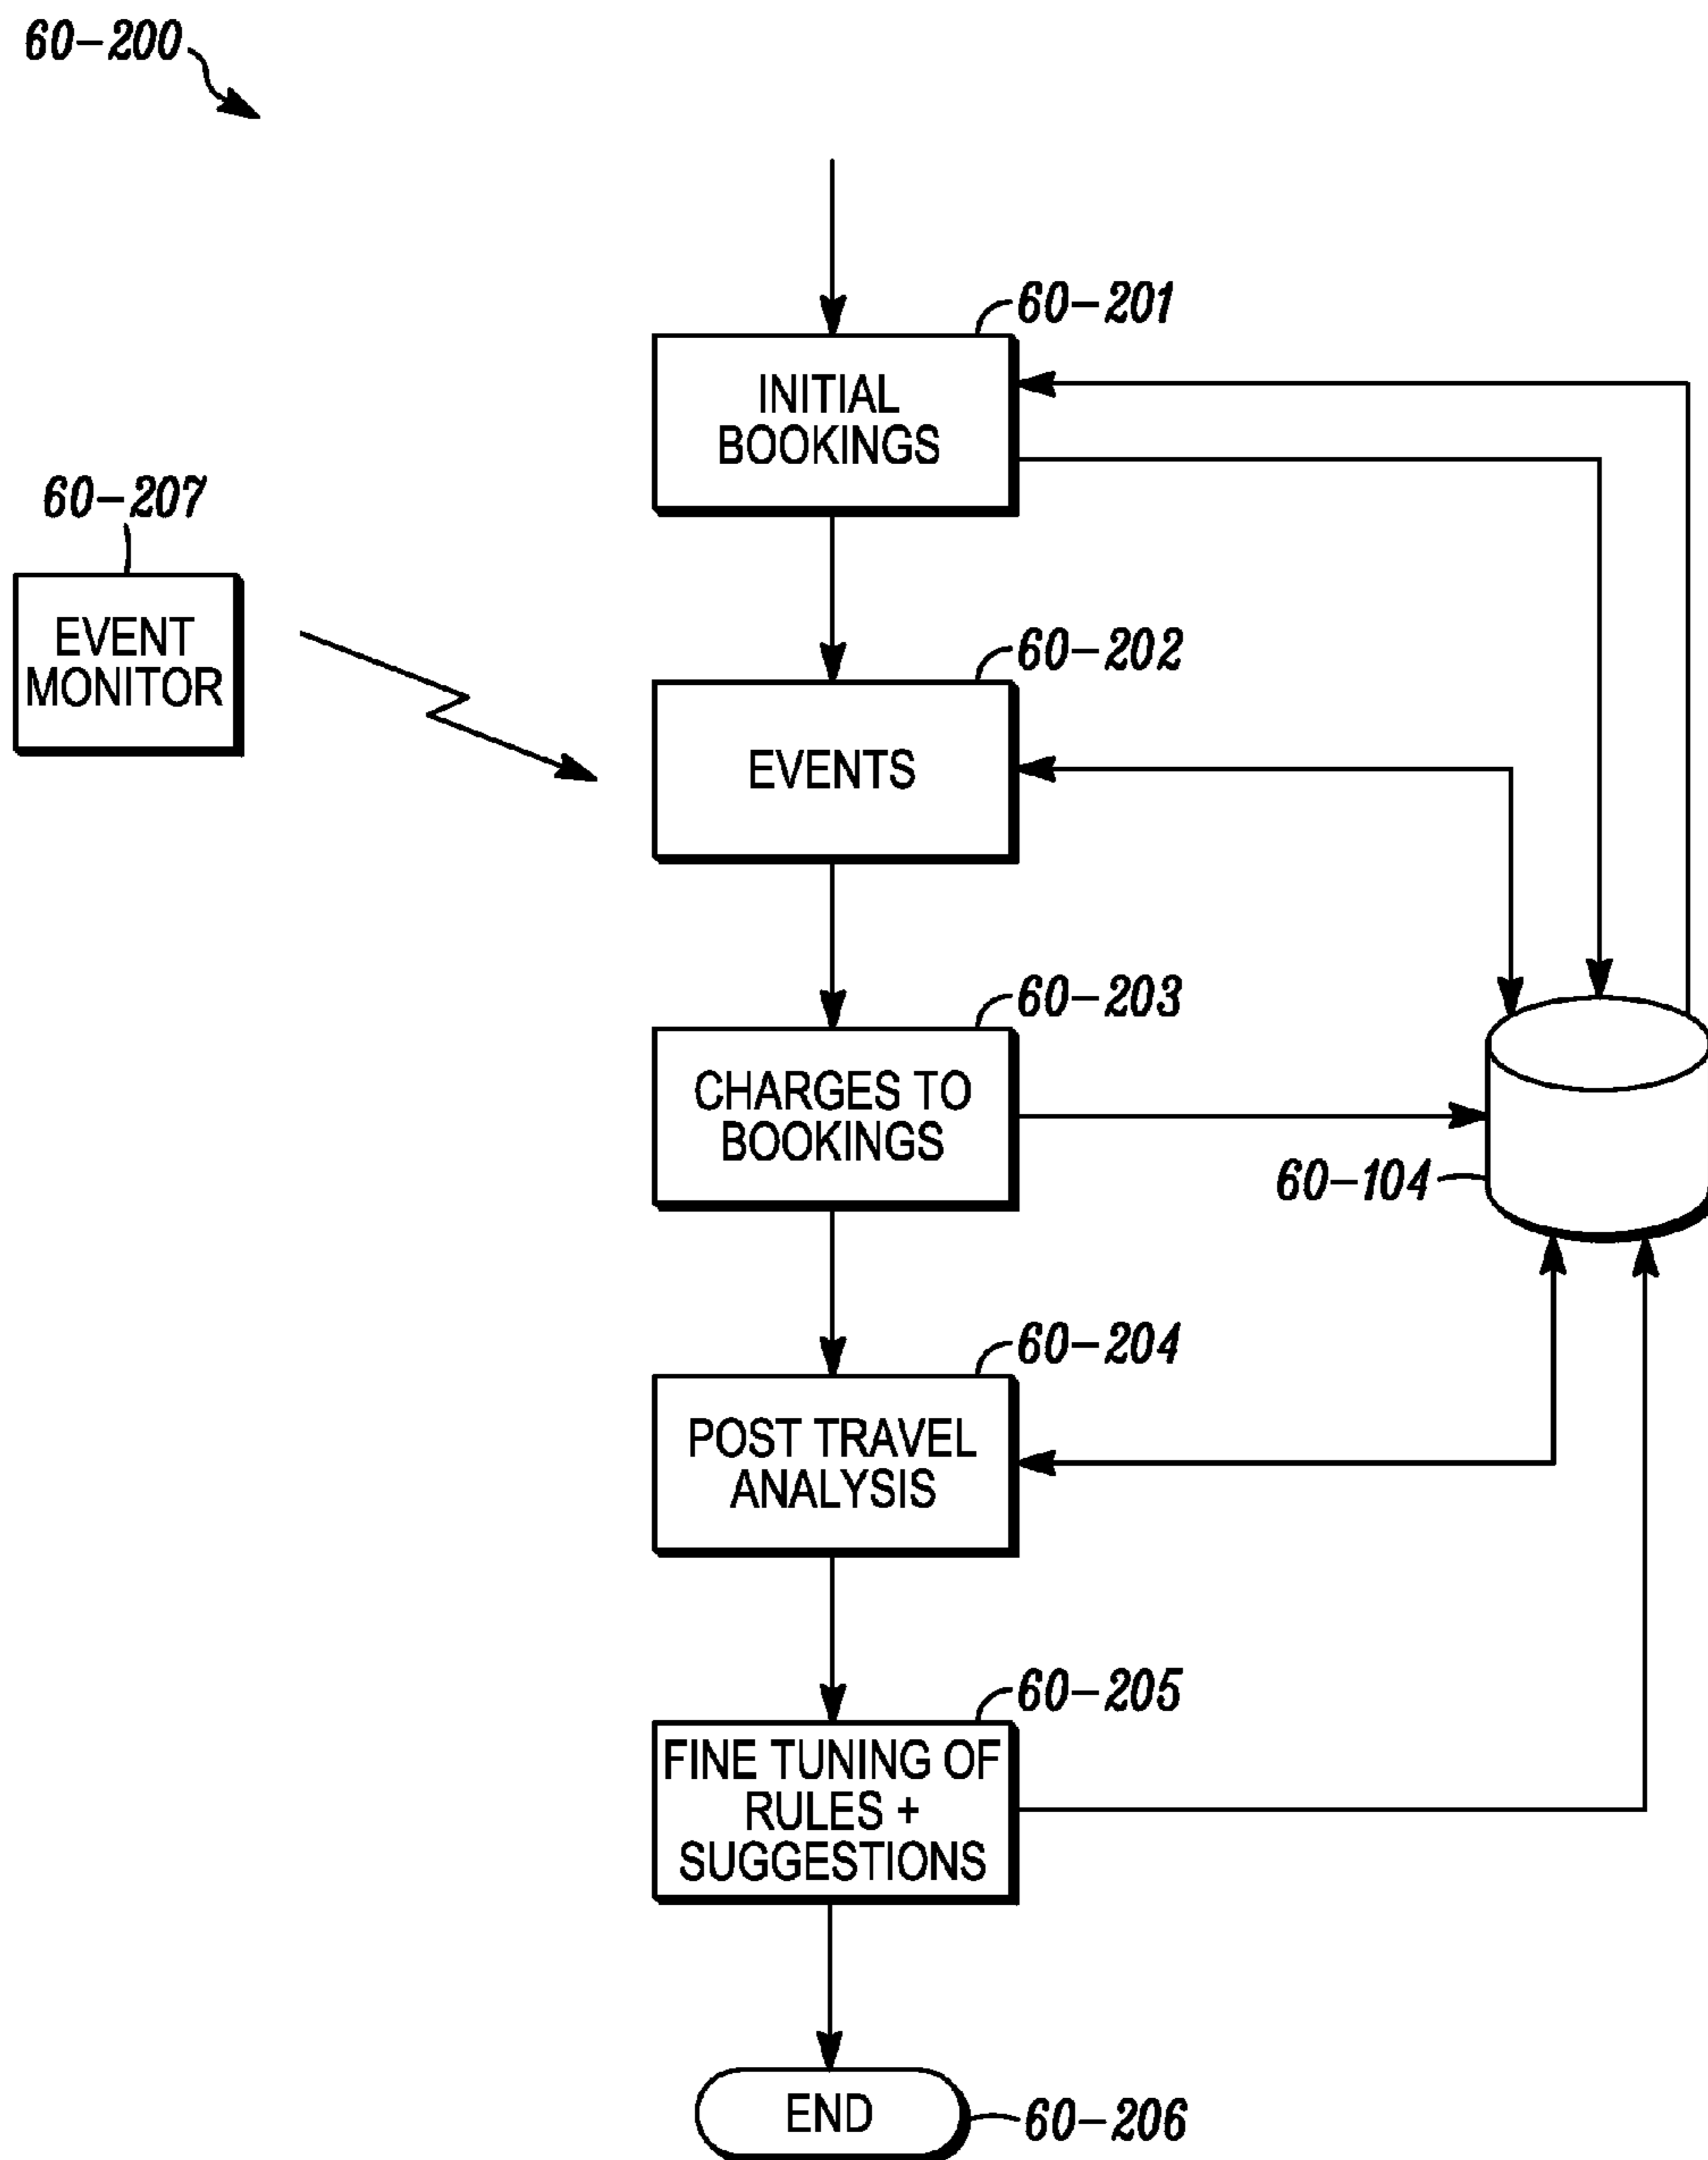 60-200
60-201
INITIAL
BOOKINGS
60-207
EVENT
MONITOR
60-202
EVENTS
60-203
CHARGES TO
BOOKINGS
60-104
60-204
POST TRAVEL
ANALYSIS
60-205
FINE TUNING OF
RULES +
SUGGESTIONS
END
60-206